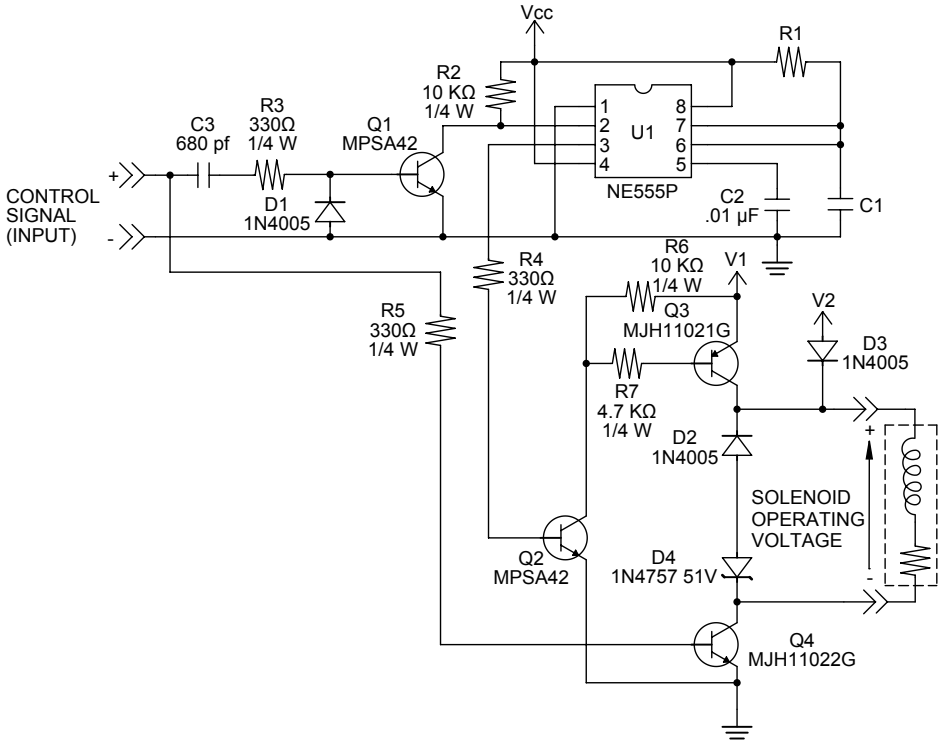 Vcc
R1
R2
10 KΩ
1/4 W
R3
330Ω
1/4 W
C3
680 pf
Q1
MPSA42
1
2
3
4
8
7
6
5
U1
NE555P
+
CONTROL
SIGNAL
(INPUT)
-
D1
1N4005
C2
.01 µF
C1
R4
330Ω
1/4 W
R6
10 KΩ
1/4 W
V1
R5
330Ω
1/4 W
Q3
MJH11021G
V2
D3
1N4005
R7
4.7 KΩ
1/4 W
D2
1N4005
+
SOLENOID
OPERATING
VOLTAGE
-
Q2
MPSA42
D4
1N4757 51V
Q4
MJH11022G